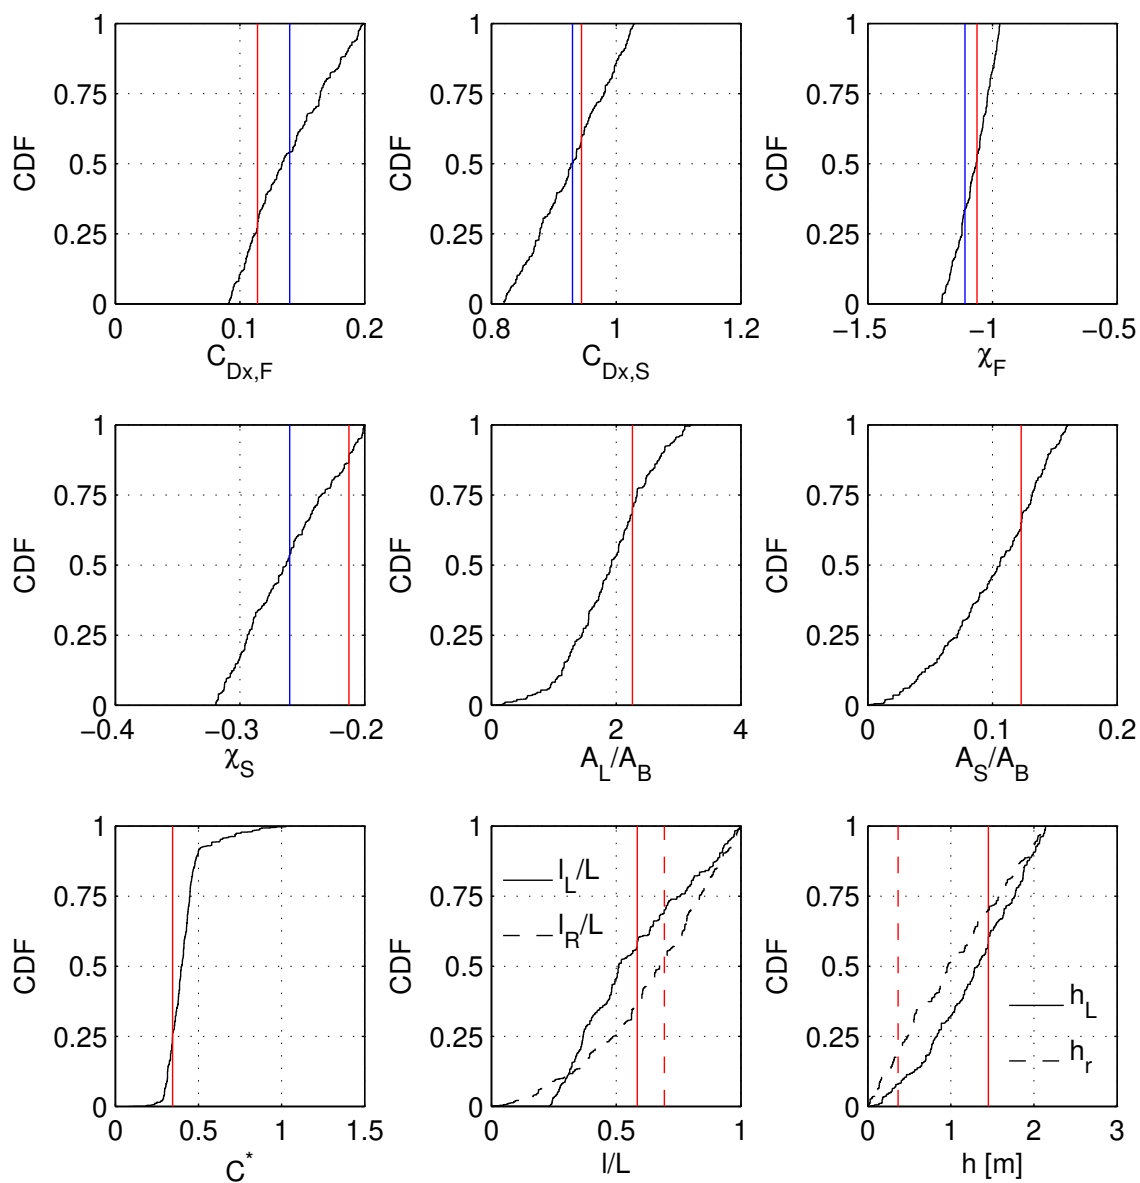 1 1 1
0.75 0.75 0.75
CDF CDF CDF
0.5 0.5 0.5
0.25 0.25 0.25
0 0 0
0 0.1 0.2 0.8 1 1.2 −1.5 −1 −0.5
C_{Dx,F} C_{Dx,S} χ_F
1 1 1
0.75 0.75 0.75
CDF CDF CDF
0.5 0.5 0.5
0.25 0.25 0.25
0 0 0
−0.4 −0.3 −0.2 0 2 4 0 0.1 0.2
χ_S A_L/A_B A_S/A_B
1 1 1
l_L/L
0.75 0.75 0.75
l_R/L
CDF CDF CDF
0.5 0.5 0.5
h_L
0.25 0.25 0.25
h_r
0 0 0
0 0.5 1 1.5 0 0.5 1 0 1 2 3
C^* l/L h [m]